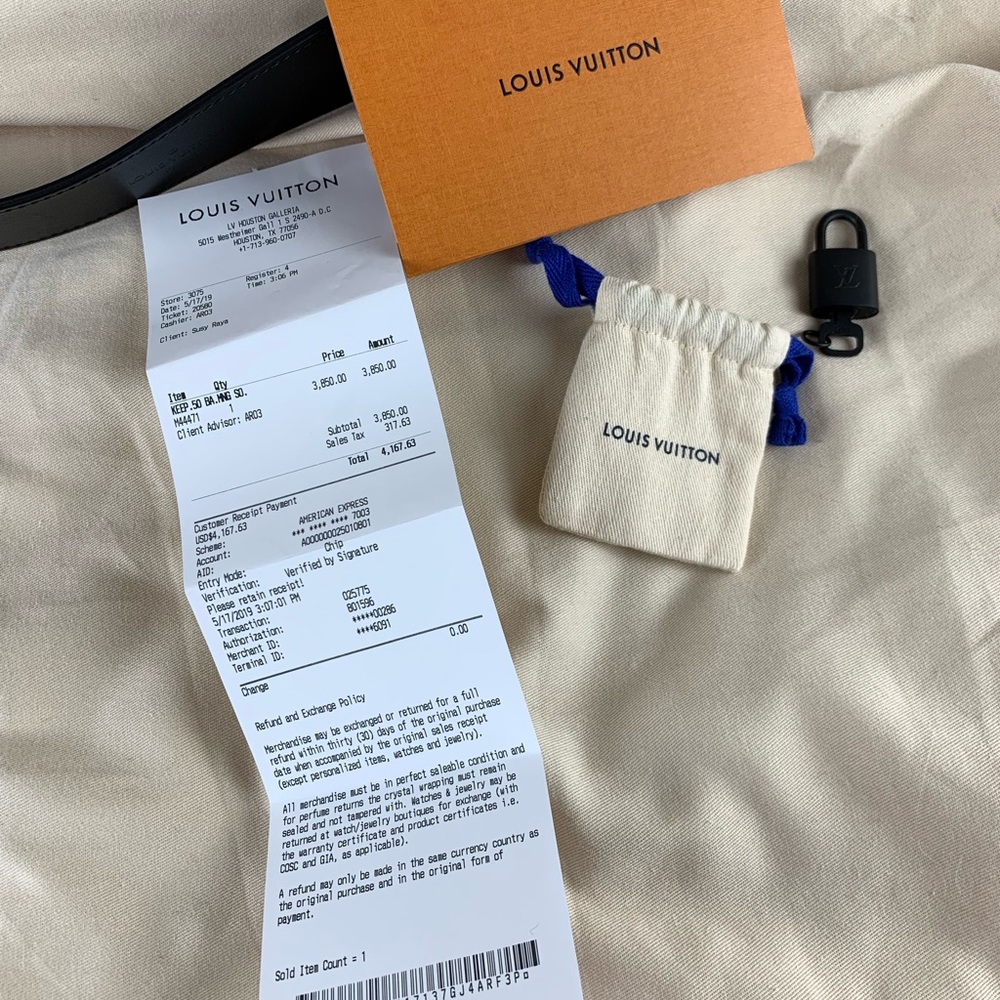 LOUIS VUITTON
LOUIS VUITTON
LV HOUSTON GALLERIA
5015 Westheimer Gall 1 S 2490-A D.C
HOUSTON, TX 77056
+1-713-960-0707
Register: 4
Time: 3:06 PM
Store: 3075
Date: 5/17/19
Ticket: 20580
Cashier: AR03
Client: Susy Raya
Item Qty Price Amount
KEEP.50 BA.MNG SO.
M44471 1 3,850.00 3,850.00
Client Advisor: AR03
Subtotal 3,850.00
Sales Tax 317.63
Total 4,167.63
Customer Receipt Payment
USD$4,167.63
Scheme: AMERICAN EXPRESS
Account: *** **** **** 7003
AID: A000000025010801
Entry Mode: Chip
Verification: Verified by Signature
Please retain receipt!
5/17/2019 3:07:01 PM
Transaction: 025775
Authorization: 801596
Merchant ID: *****00286
Terminal ID: ****6091
Change 0.00
Refund and Exchange Policy
Merchandise may be exchanged or returned for a full
refund within thirty (30) days of the original purchase
date when accompanied by the original sales receipt
(except personalized items, watches and jewelry).
All merchandise must be in perfect saleable condition and
for perfume returns the crystal wrapping must remain
sealed and not tampered with. Watches & jewelry may be
returned at watch/jewelry boutiques for exchange (with
the warranty certificate and product certificates i.e.
COSC and GIA, as applicable).
A refund may only be made in the same currency country as
the original purchase and in the original form of
payment.
Sold Item Count = 1
7137GJ4ARF3P
LOUIS VUITTON
LV
LOUIS VUITTON